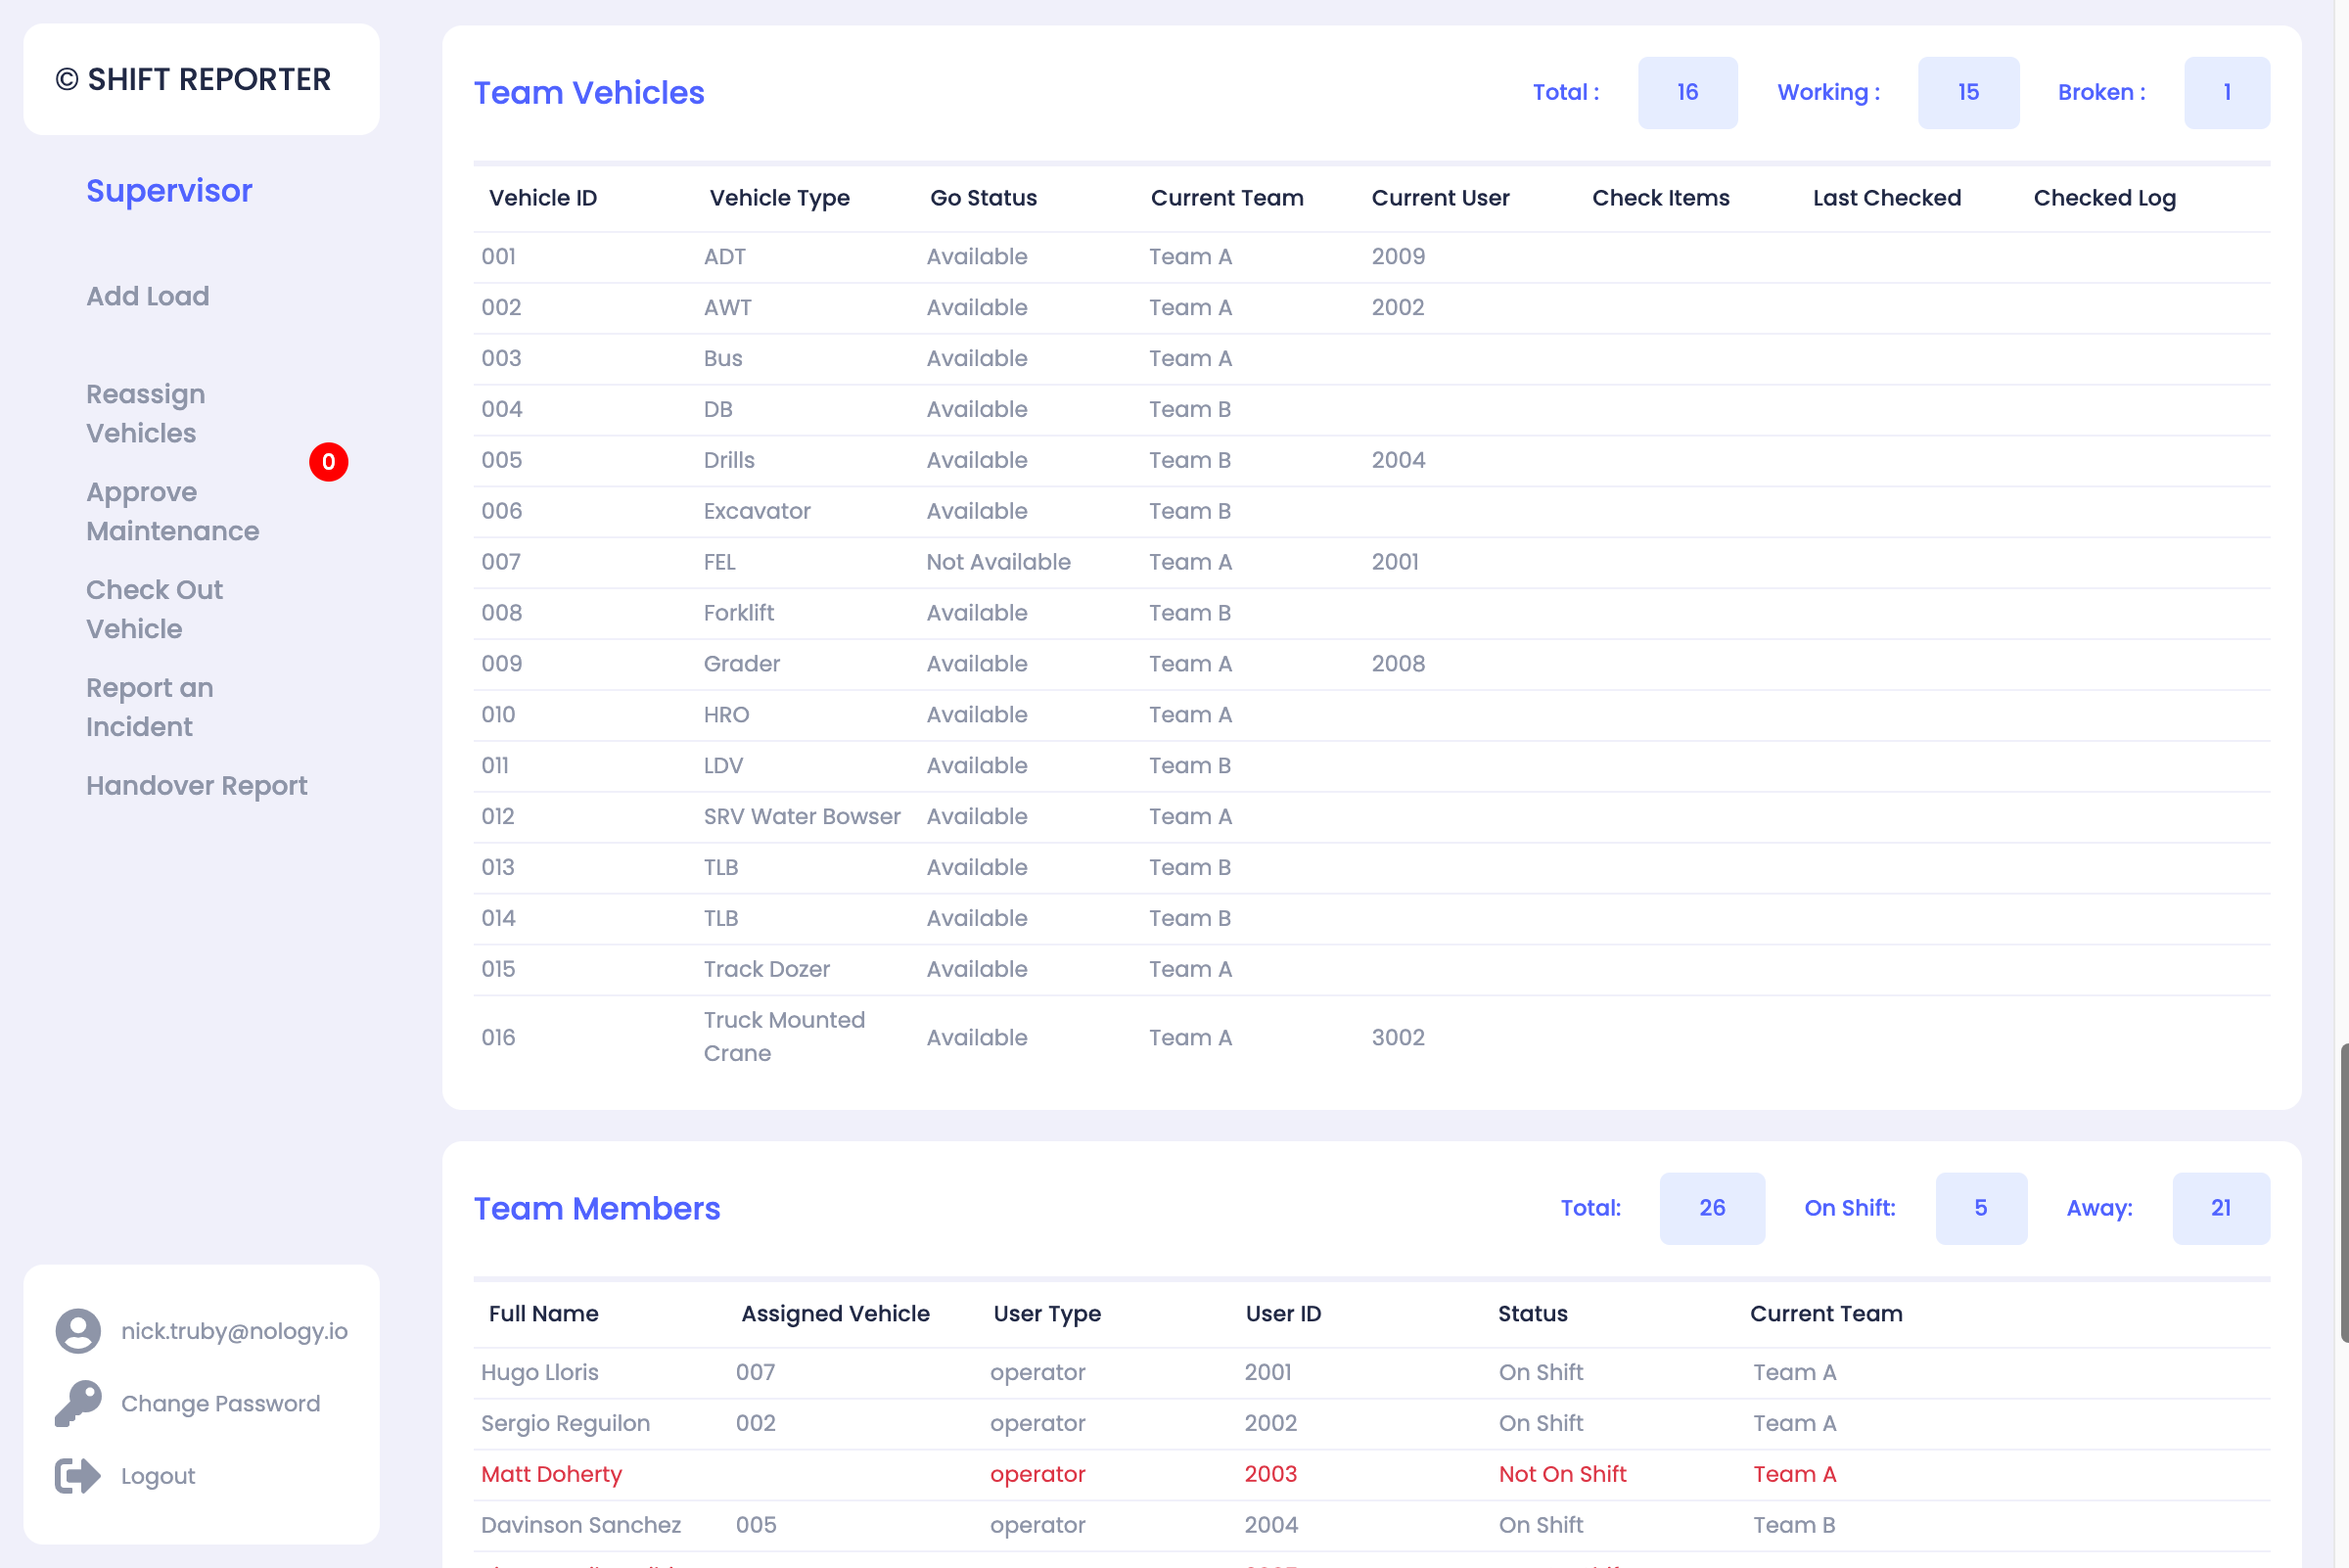 © SHIFT REPORTER
Supervisor
Add Load
Reassign
Vehicles
0
Approve
Maintenance
Check Out
Vehicle
Report an
Incident
Handover Report
nick.truby@nology.io
Change Password
Logout
Team Vehicles Total : 16 Working : 15 Broken : 1
Vehicle ID Vehicle Type Go Status Current Team Current User Check Items Last Checked Checked Log
001 ADT Available Team A 2009
002 AWT Available Team A 2002
003 Bus Available Team A
004 DB Available Team B
005 Drills Available Team B 2004
006 Excavator Available Team B
007 FEL Not Available Team A 2001
008 Forklift Available Team B
009 Grader Available Team A 2008
010 HRO Available Team A
011 LDV Available Team B
012 SRV Water Bowser Available Team A
013 TLB Available Team B
014 TLB Available Team B
015 Track Dozer Available Team A
016 Truck Mounted Available Team A 3002
Crane
Team Members Total: 26 On Shift: 5 Away: 21
Full Name Assigned Vehicle User Type User ID Status Current Team
Hugo Lloris 007 operator 2001 On Shift Team A
Sergio Reguilon 002 operator 2002 On Shift Team A
Matt Doherty operator 2003 Not On Shift Team A
Davinson Sanchez 005 operator 2004 On Shift Team B